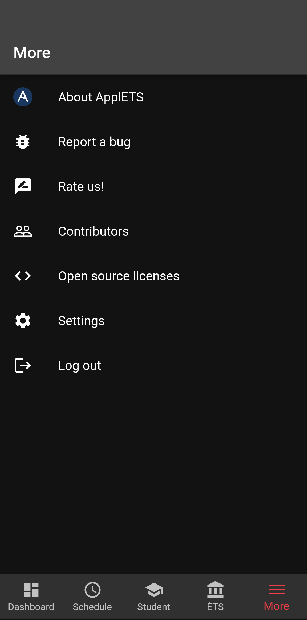 More
About ApplETS
Report a bug
Rate us!
Contributors
Open source licenses
Settings
Log out
Dashboard Schedule Student ÉTS More